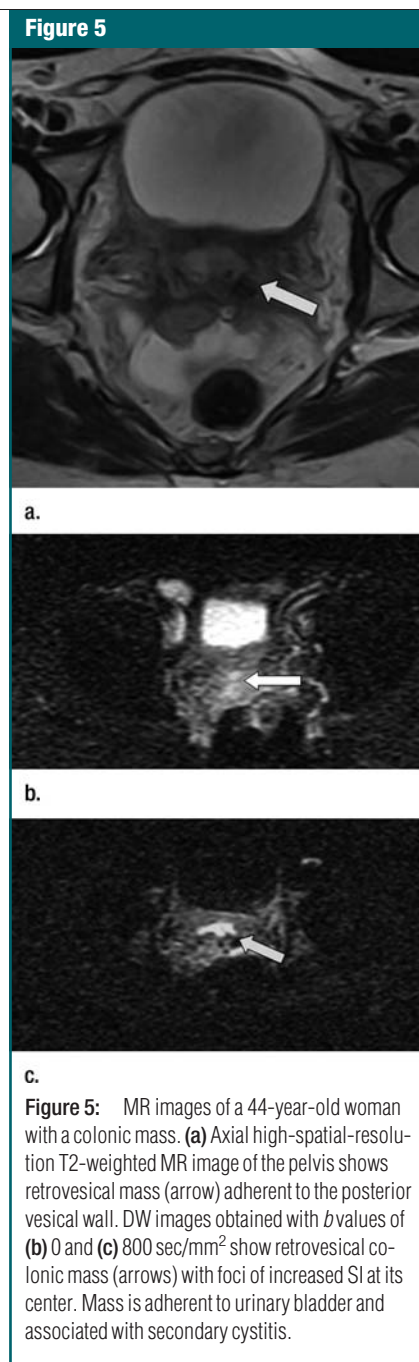 Figure 5
a.
b.
c.
Figure 5: MR images of a 44-year-old woman
with a colonic mass. (a) Axial high-spatial-resolu-
tion T2-weighted MR image of the pelvis shows
retrovesical mass (arrow) adherent to the posterior
vesical wall. DW images obtained with b values of
(b) 0 and (c) 800 sec/mm² show retrovesical co-
lonic mass (arrows) with foci of increased SI at its
center. Mass is adherent to urinary bladder and
associated with secondary cystitis.